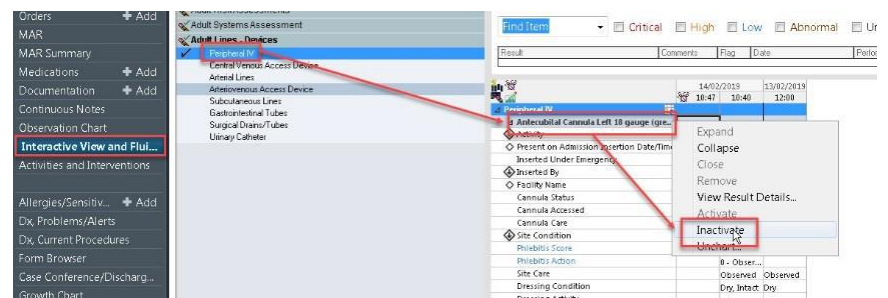 Orders + Add
MAR
MAR Summary
Medications + Add
Documentation + Add
Continuous Notes
Observation Chart
Interactive View and Flui...
Activities and Interventions
Allergies/Sensitiv... + Add
Dx, Problems/Alerts
Dx, Current Procedures
Form Browser
Case Conference/Discharg...
Growth Chart
Adult Systems Assessment
Adult Lines - Devices
Peripheral IV
Central Venous Access Device
Arterial Lines
Arteriovenous Access Device
Subcutaneous Lines
Gastrointestinal Tubes
Surgical Drains/Tubes
Urinary Catheter
Find Item Critical High Low Abnormal
Result Comments Flag Date
14/02/2019 13/02/2019
10:47 10:40 12:00
Peripheral IV
Antecubital Cannula Left 18 gauge (gre...
Activity
Present on Admission Insertion Date/Time
Inserted Under Emergency
Inserted By
Facility Name
Cannula Status
Cannula Accessed
Cannula Care
Site Condition
Phlebitis Score
Phlebitis Action 0 - Obser...
Site Care Observed Observed
Dressing Condition Dry, Intact Dry
Expand
Collapse
Close
Remove
View Result Details...
Activate
Inactivate
Unchart...